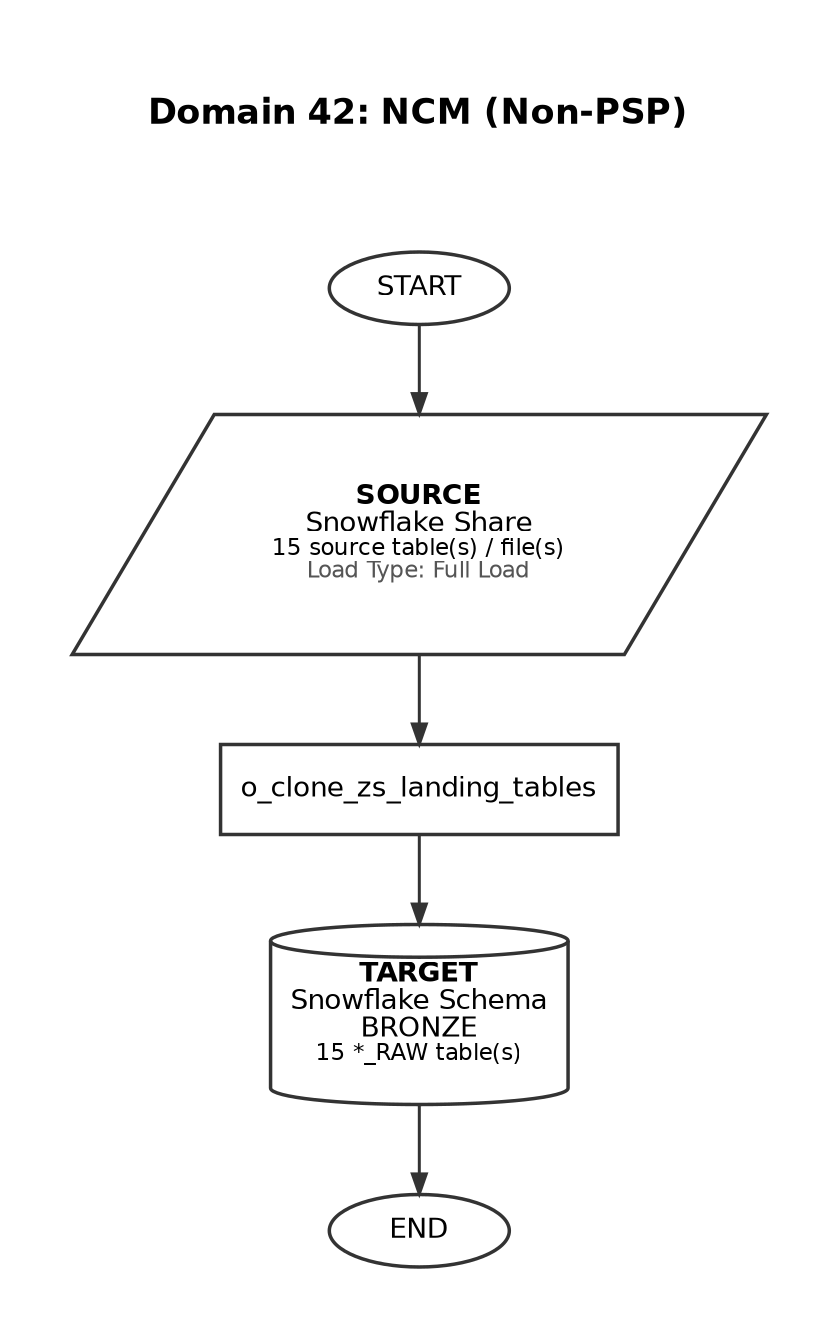 Domain 42: NCM (Non-PSP)
START
SOURCE
Snowflake Share
15 source table(s) / file(s)
Load Type: Full Load
o_clone_zs_landing_tables
TARGET
Snowflake Schema
BRONZE
15 *_RAW table(s)
END